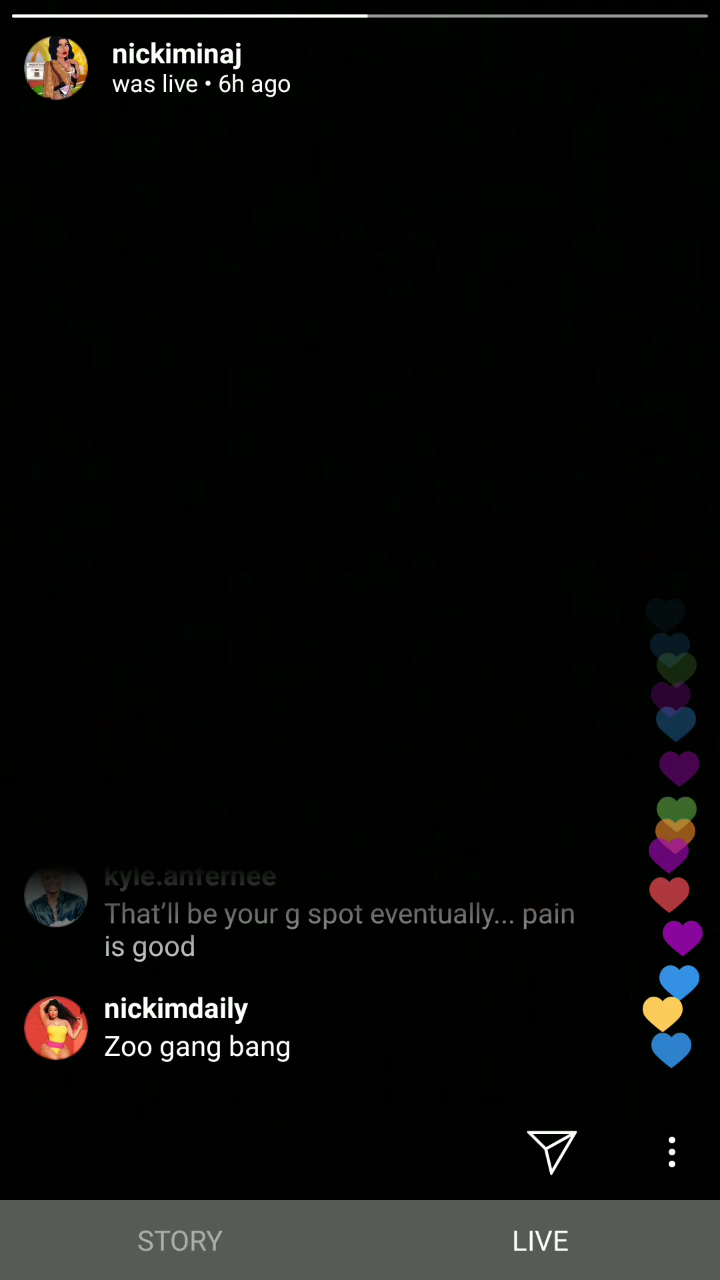 nickiminaj
was live • 6h ago
kyle.anfernee
That’ll be your g spot eventually... pain
is good
nickimdaily
Zoo gang bang
STORY
LIVE